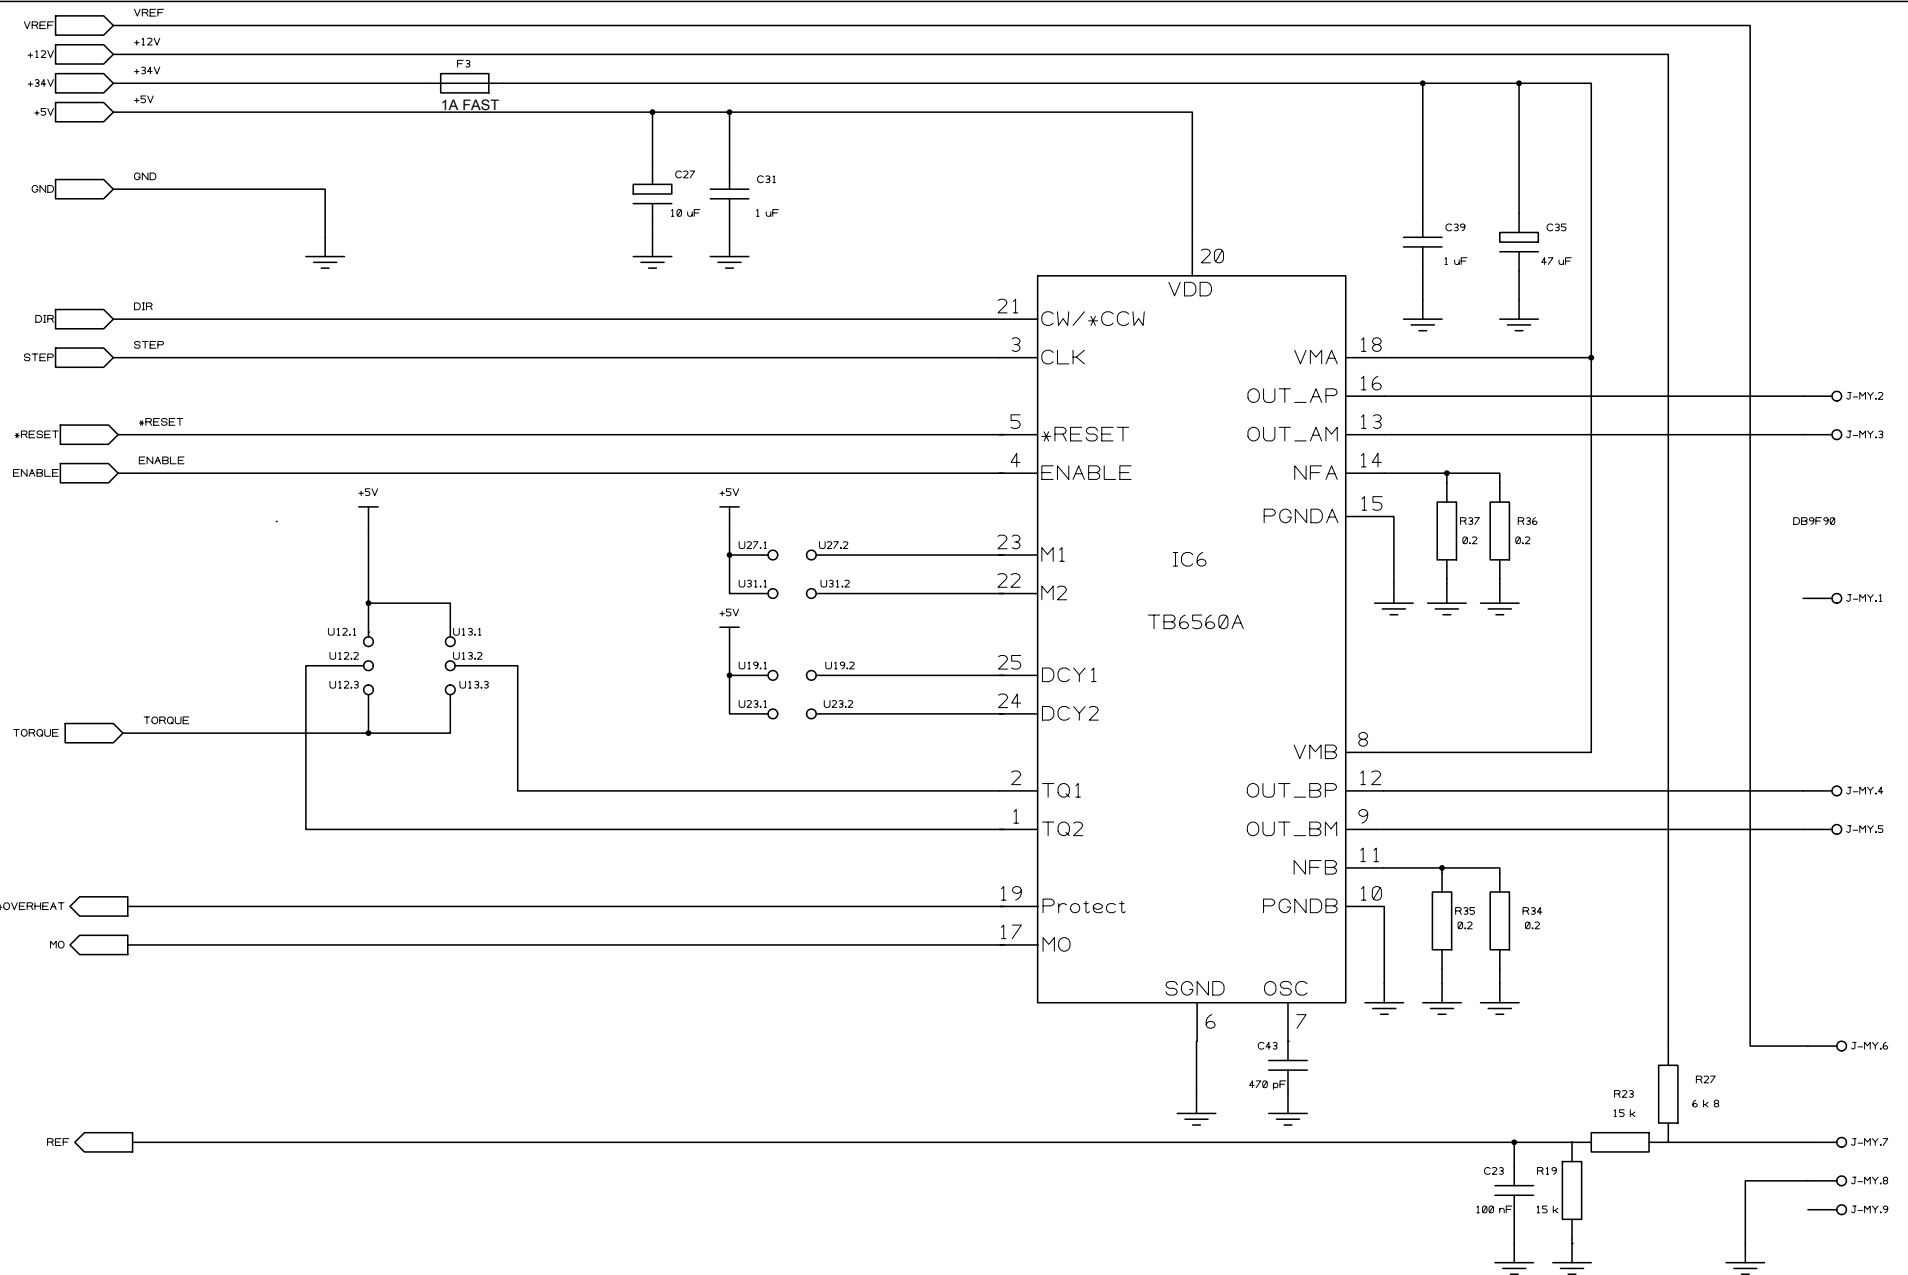 VREF VREF
+12V +12V
+34V +34V
F3
1A FAST
+5V +5V
GND GND
C27
10 uF
C31
1 uF
C39
1 uF
C35
47 uF
20
VDD
DIR DIR
21 CW/*CCW
STEP STEP
3 CLK
*RESET *RESET
5 *RESET
ENABLE ENABLE
4 ENABLE
VMA 18
OUT_AP 16
J-MY.2
OUT_AM 13
J-MY.3
NFA 14
PGNDA 15
R37
0.2
R36
0.2
DB9F90
J-MY.1
+5V
+5V
U27.1 U27.2
23 M1
U31.1 U31.2
22 M2
+5V
IC6
TB6560A
U12.1 U13.1
U12.2 U13.2
U12.3 U13.3
U19.1 U19.2
25 DCY1
U23.1 U23.2
24 DCY2
TORQUE TORQUE
2 TQ1
1 TQ2
VMB 8
OUT_BP 12
J-MY.4
OUT_BM 9
J-MY.5
NFB 11
PGNDB 10
R35
0.2
R34
0.2
OVERHEAT
19 Protect
MO
17 MO
SGND OSC
6 7
C43
470 pF
J-MY.6
R27
6 k 8
R23
15 k
REF
J-MY.7
C23
100 nF
R19
15 k
J-MY.8
J-MY.9